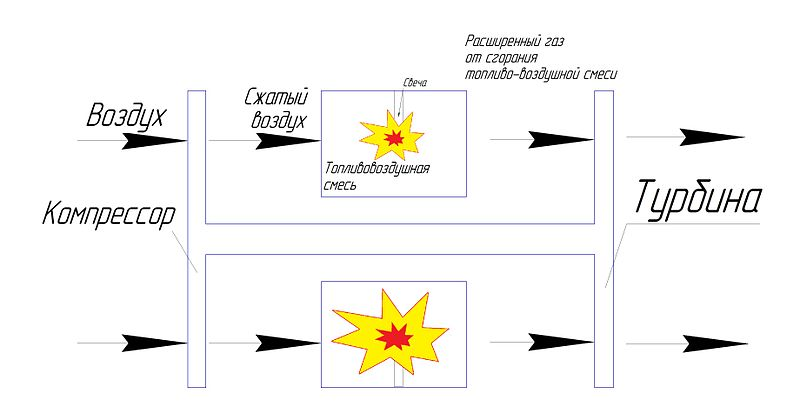 Расширенный газ
от сгорания
топливо-воздушной смеси
Свеча
Сжатый
воздух
Воздух
Топливовоздушная
смесь
Компрессор
Турбина